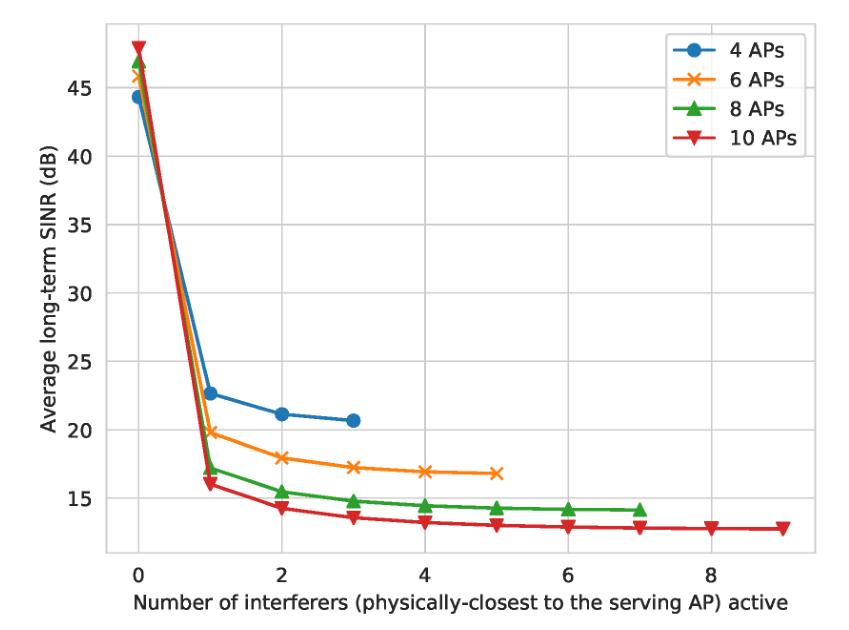 4 APs
6 APs
8 APs
10 APs
Average long-term SINR (dB)
45
40
35
30
25
20
15
0 2 4 6 8
Number of interferers (physically-closest to the serving AP) active